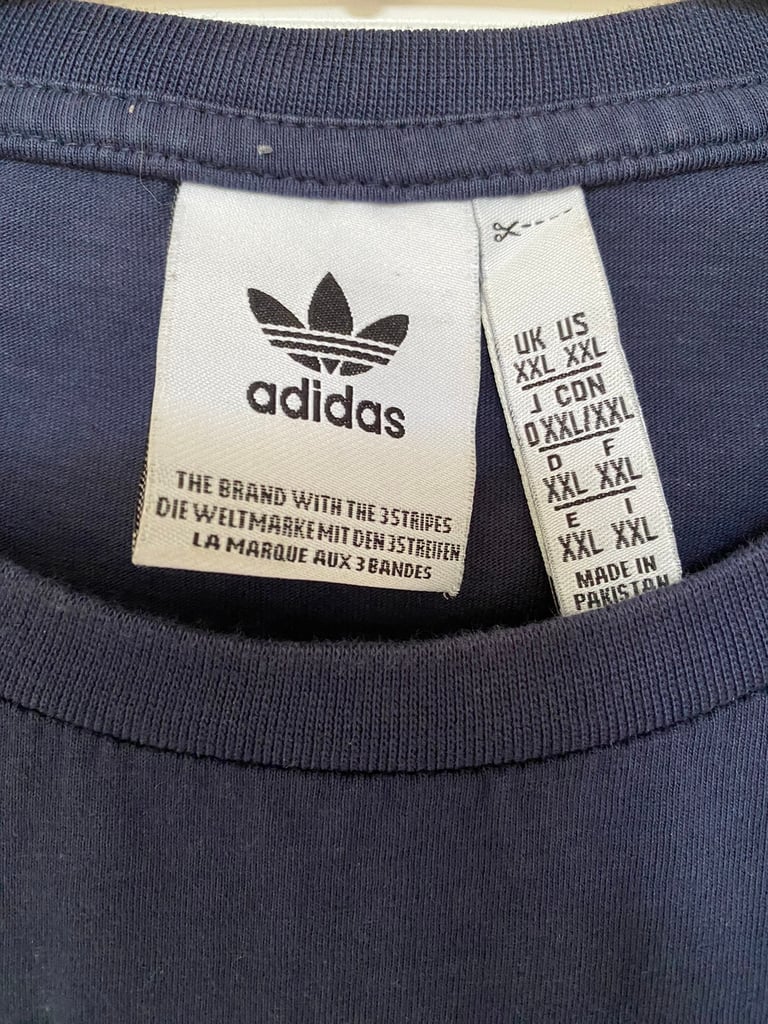 adidas
THE BRAND WITH THE 3 STRIPES
DIE WELTMARKE MIT DEN 3 STREIFEN
LA MARQUE AUX 3 BANDES
UK US
XXL XXL
J CDN
OXXL/XXL
D F
XXL XXL
E I
XXL XXL
MADE IN
PAKISTAN